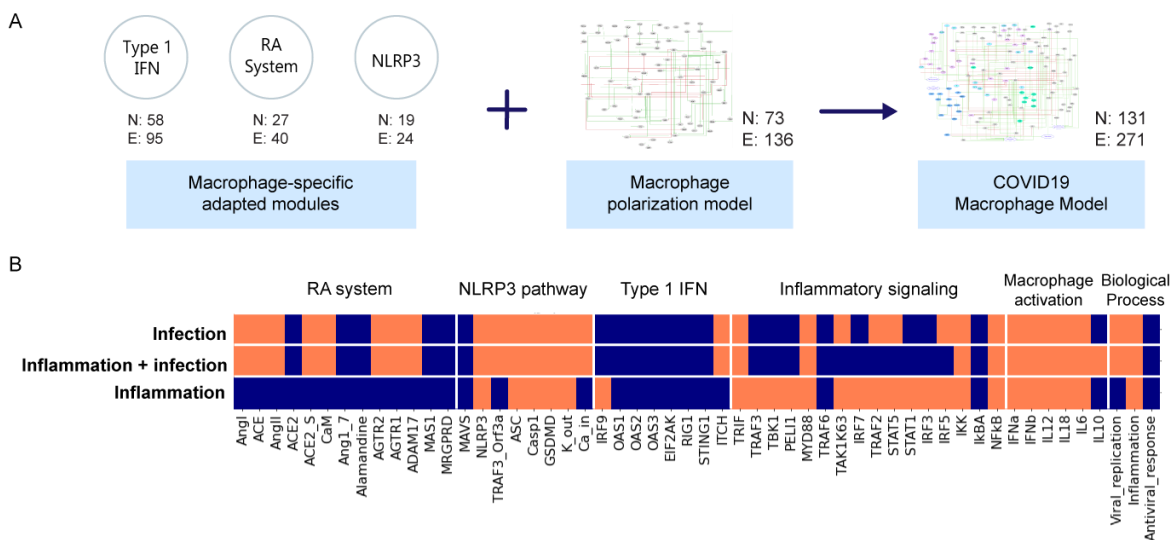 A
Type 1
IFN
RA
System
NLRP3
N: 58
E: 95
N: 27
E: 40
N: 19
E: 24
Macrophage-specific
adapted modules
N: 73
E: 136
Macrophage
polarization model
N: 131
E: 271
COVID19
Macrophage Model
B
RA system
NLRP3 pathway
Type 1 IFN
Inflammatory signaling
Macrophage
activation
Biological
Process
Infection
Inflammation + infection
Inflammation
AngI
ACE
AngII
ACE2
ACE2_S
CaM
Ang1_7
Alamandine
AGTR2
AGTR1
ADAM17
MAS1
MRGPRD
MAVS
NLRP3
TRAF3_Orf3a
ASC
Casp1
GSDMD
K_out
Ca_in
IRF9
OAS1
OAS2
OAS3
EIF2AK
RIG1
STING1
ITCH
TRIF
TRAF3
TBK1
PELI1
MYD88
TRAF6
TAK1K63
IRF7
TRAF2
STAT5
STAT1
IRF3
IRF5
IKK
IkBA
NFkB
IFNa
IFNb
IL12
IL18
IL6
IL10
Viral_replication
Inflammation
Antiviral_response